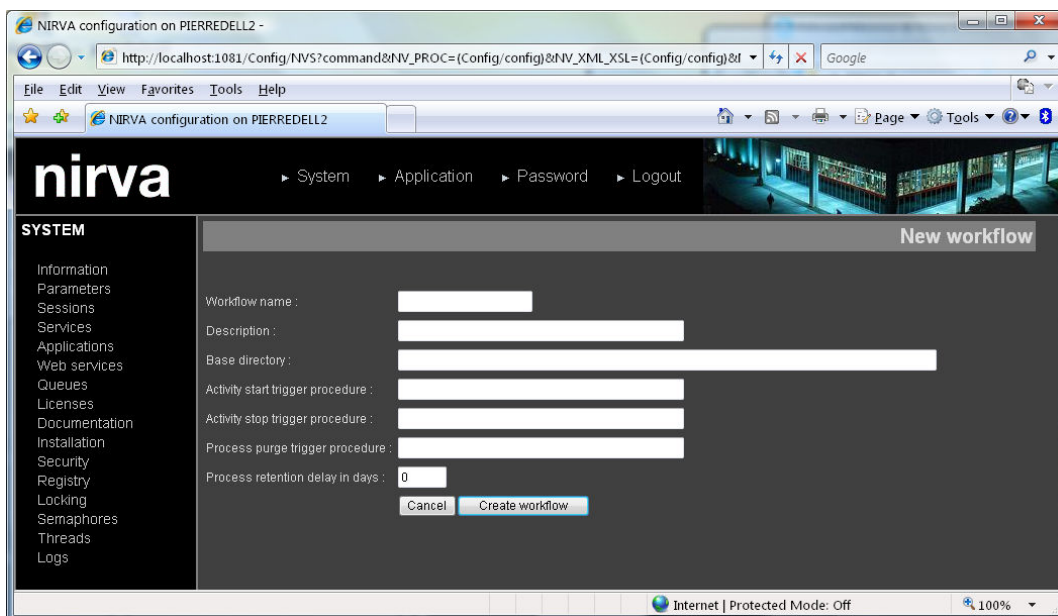 NIRVA configuration on PIERREDELL2 -
http://localhost:1081/Config/NVS?command&NV_PROC={Config/config}&NV_XML_XSL={Config/config}&I
Google
File Edit View Favorites Tools Help
NIRVA configuration on PIERREDELL2
Page Tools
nirva
System Application Password Logout
SYSTEM
New workflow
Information
Parameters
Sessions
Services
Applications
Web services
Queues
Licenses
Documentation
Installation
Security
Registry
Locking
Semaphores
Threads
Logs
Workflow name :
Description :
Base directory :
Activity start trigger procedure :
Activity stop trigger procedure :
Process purge trigger procedure :
Process retention delay in days : 0
Cancel Create workflow
Internet | Protected Mode: Off 100%